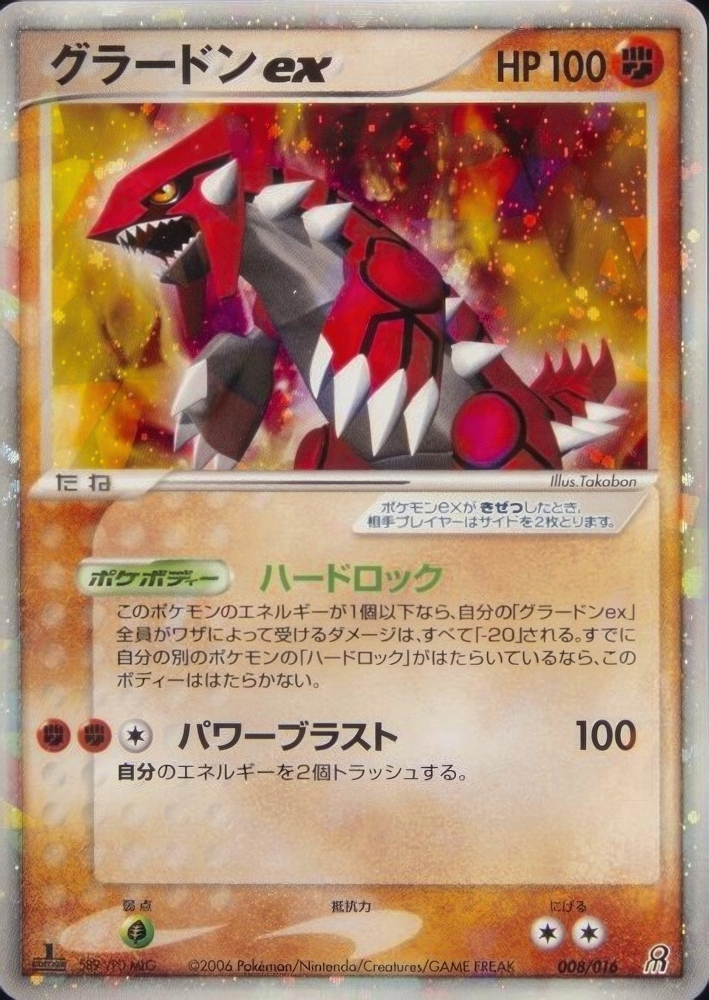 グラードンex HP100
たね
Illus.Takabon
ポケモンexがきぜつしたとき、
相手プレイヤーはサイドを2枚とります。
ポケボディー ハードロック
このポケモンのエネルギーが1個以下なら、自分の「グラードンex」
全員がワザによって受けるダメージは、すべて「-20」される。すでに
自分の別のポケモンの「ハードロック」がはたらいているなら、この
ボディーははたらかない。
パワーブラスト 100
自分のエネルギーを2個トラッシュする。
弱点 抵抗力 にげる
1
©2006 Pokémon/Nintendo/Creatures/GAME FREAK 008/016